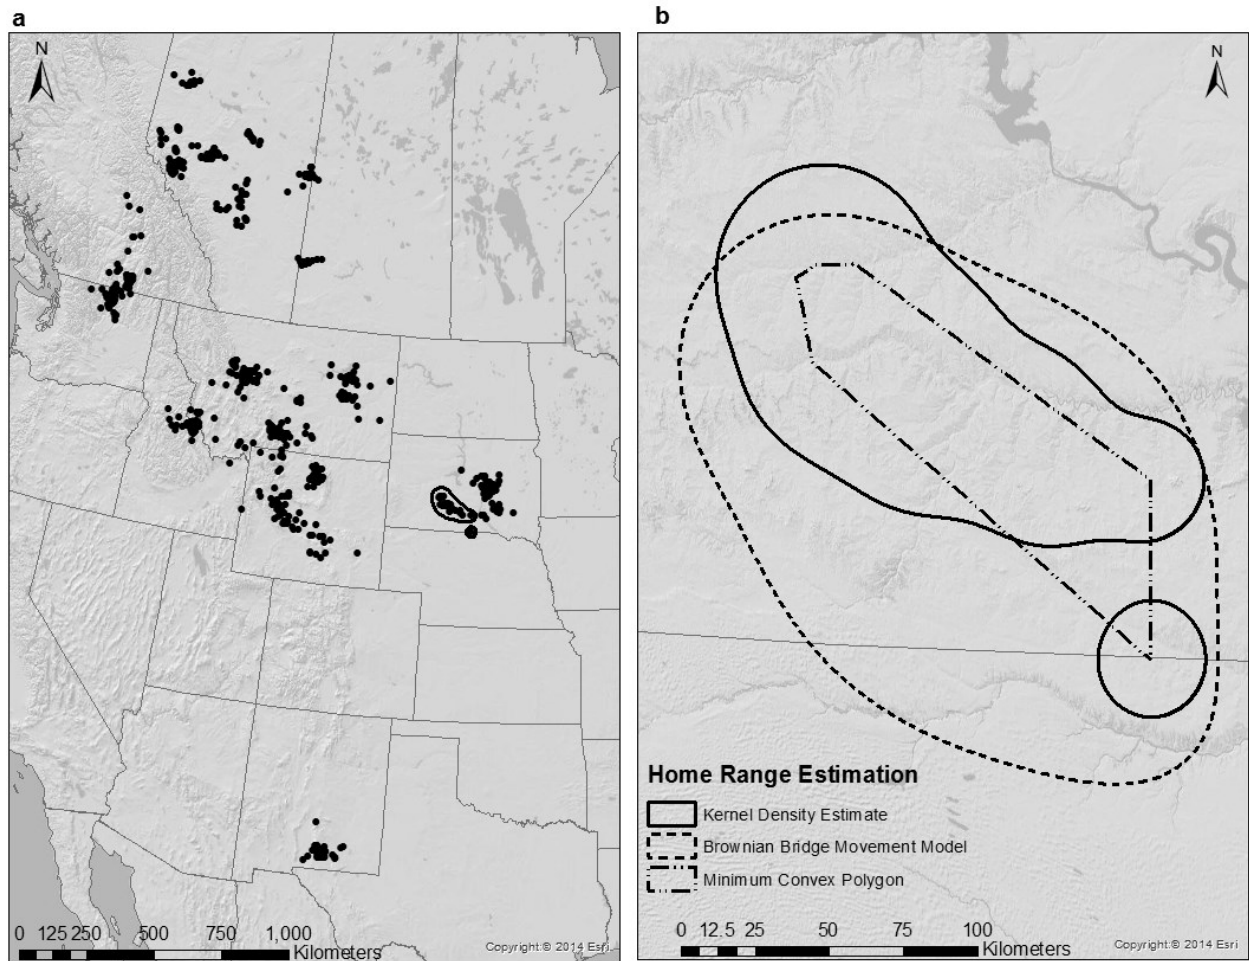 a
N
0 125 250 500 750 1,000
Kilometers
Copyright:© 2014 Esri
b
N
Home Range Estimation
Kernel Density Estimate
Brownian Bridge Movement Model
Minimum Convex Polygon
0 12.5 25 50 75 100
Kilometers
Copyright:© 2014 Esri